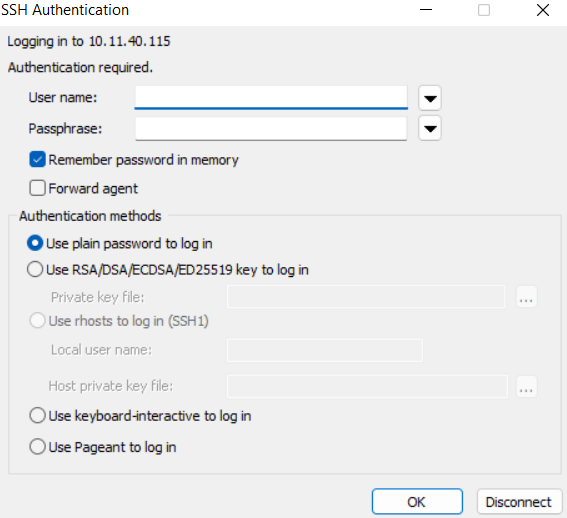 SSH Authentication
Logging in to 10.11.40.115
Authentication required.
User name:
Passphrase:
Remember password in memory
Forward agent
Authentication methods
Use plain password to log in
Use RSA/DSA/ECDSA/ED25519 key to log in
Private key file:
...
Use rhosts to log in (SSH1)
Local user name:
Host private key file:
...
Use keyboard-interactive to log in
Use Pageant to log in
OK
Disconnect